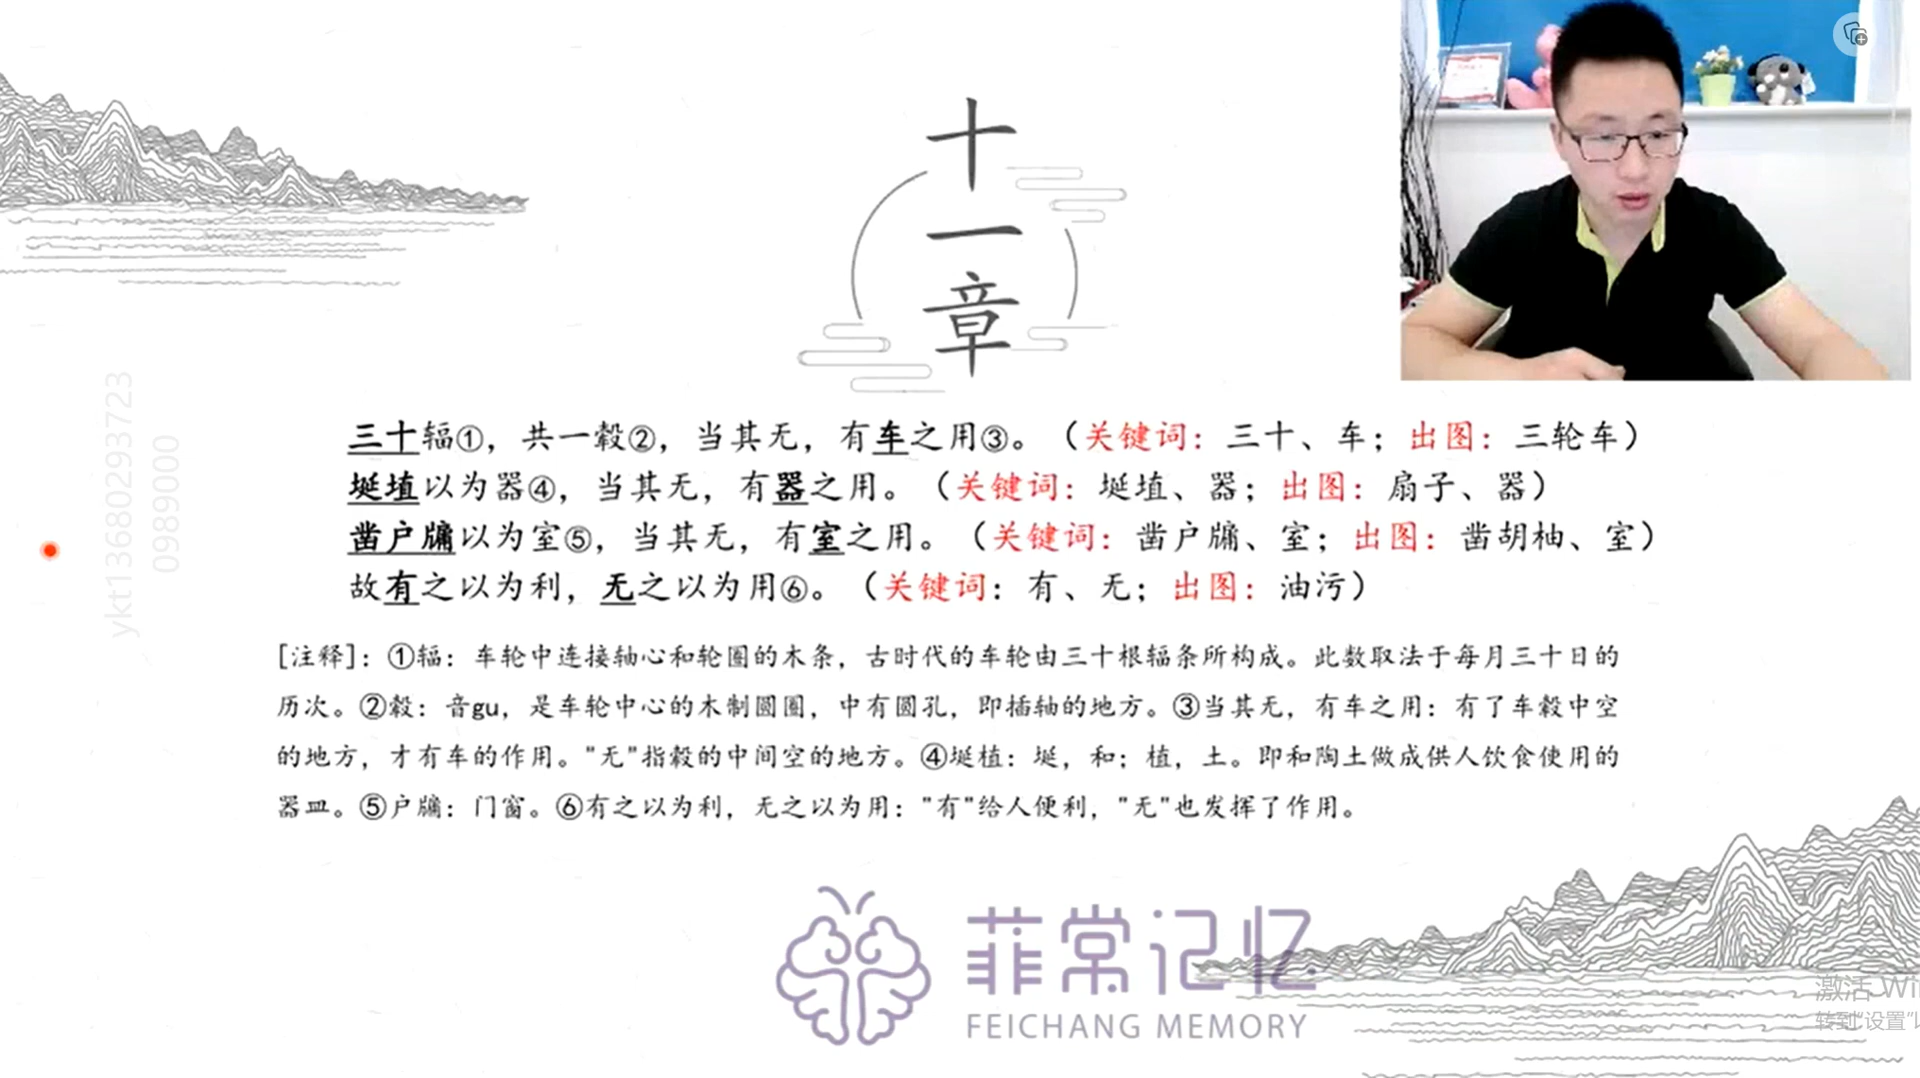 十一章
三十辐①，共一毂②，当其无，有车之用③。（关键词：三十、车；出图：三轮车）
埏埴以为器④，当其无，有器之用。（关键词：埏埴、器；出图：扇子、器）
凿户牖以为室⑤，当其无，有室之用。（关键词：凿户牖、室；出图：凿胡柚、室）
故有之以为利，无之以为用⑥。（关键词：有、无；出图：油污）
[注释]：①辐：车轮中连接轴心和轮圈的木条，古时代的车轮由三十根辐条所构成。此数取法于每月三十日的
历次。②毂：音gu，是车轮中心的木制圆圈，中有圆孔，即插轴的地方。③当其无，有车之用：有了车毂中空
的地方，才有车的作用。"无"指毂的中间空的地方。④埏植：埏，和；植，土。即和陶土做成供人饮食使用的
器皿。⑤户牖：门窗。⑥有之以为利，无之以为用："有"给人便利，"无"也发挥了作用。
ykt13680293723
0989000
菲常记忆
FEICHANG MEMORY
激活 Wi
转到"设置"以